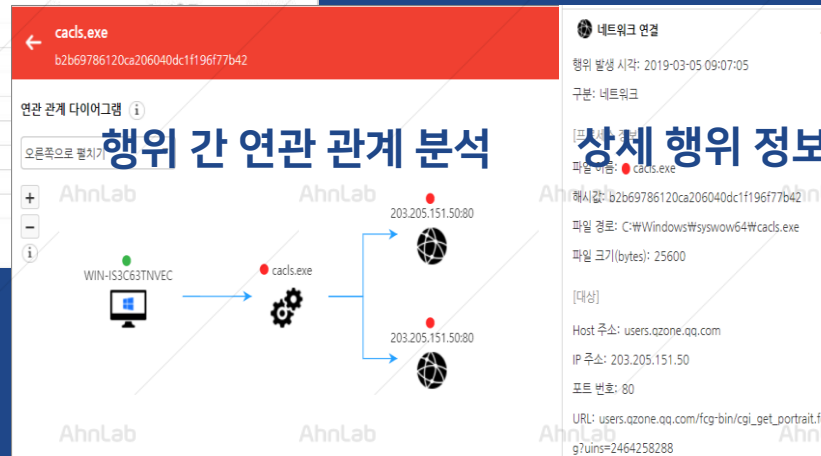 cacls.exe
b2b69786120ca206040dc1f196f77b42
연관 관계 다이어그램 i
오른쪽으로 펼치기
행위 간 연관 관계 분석
+
−
i
WIN-IS3C63TNVEC
cacls.exe
203.205.151.50:80
203.205.151.50:80
AhnLab AhnLab AhnLab
AhnLab AhnLab AhnLab
네트워크 연결
행위 발생 시각: 2019-03-05 09:07:05
구분: 네트워크
상세 행위 정보
cacls.exe
해시값: b2b69786120ca206040dc1f196f77b42
파일 경로: C:₩Windows₩syswow64₩cacls.exe
파일 크기(bytes): 25600
[대상]
Host 주소: users.qzone.qq.com
IP 주소: 203.205.151.50
포트 번호: 80
URL: users.qzone.qq.com/fcg-bin/cgi_get_portrait.f
g?uins=2464258288